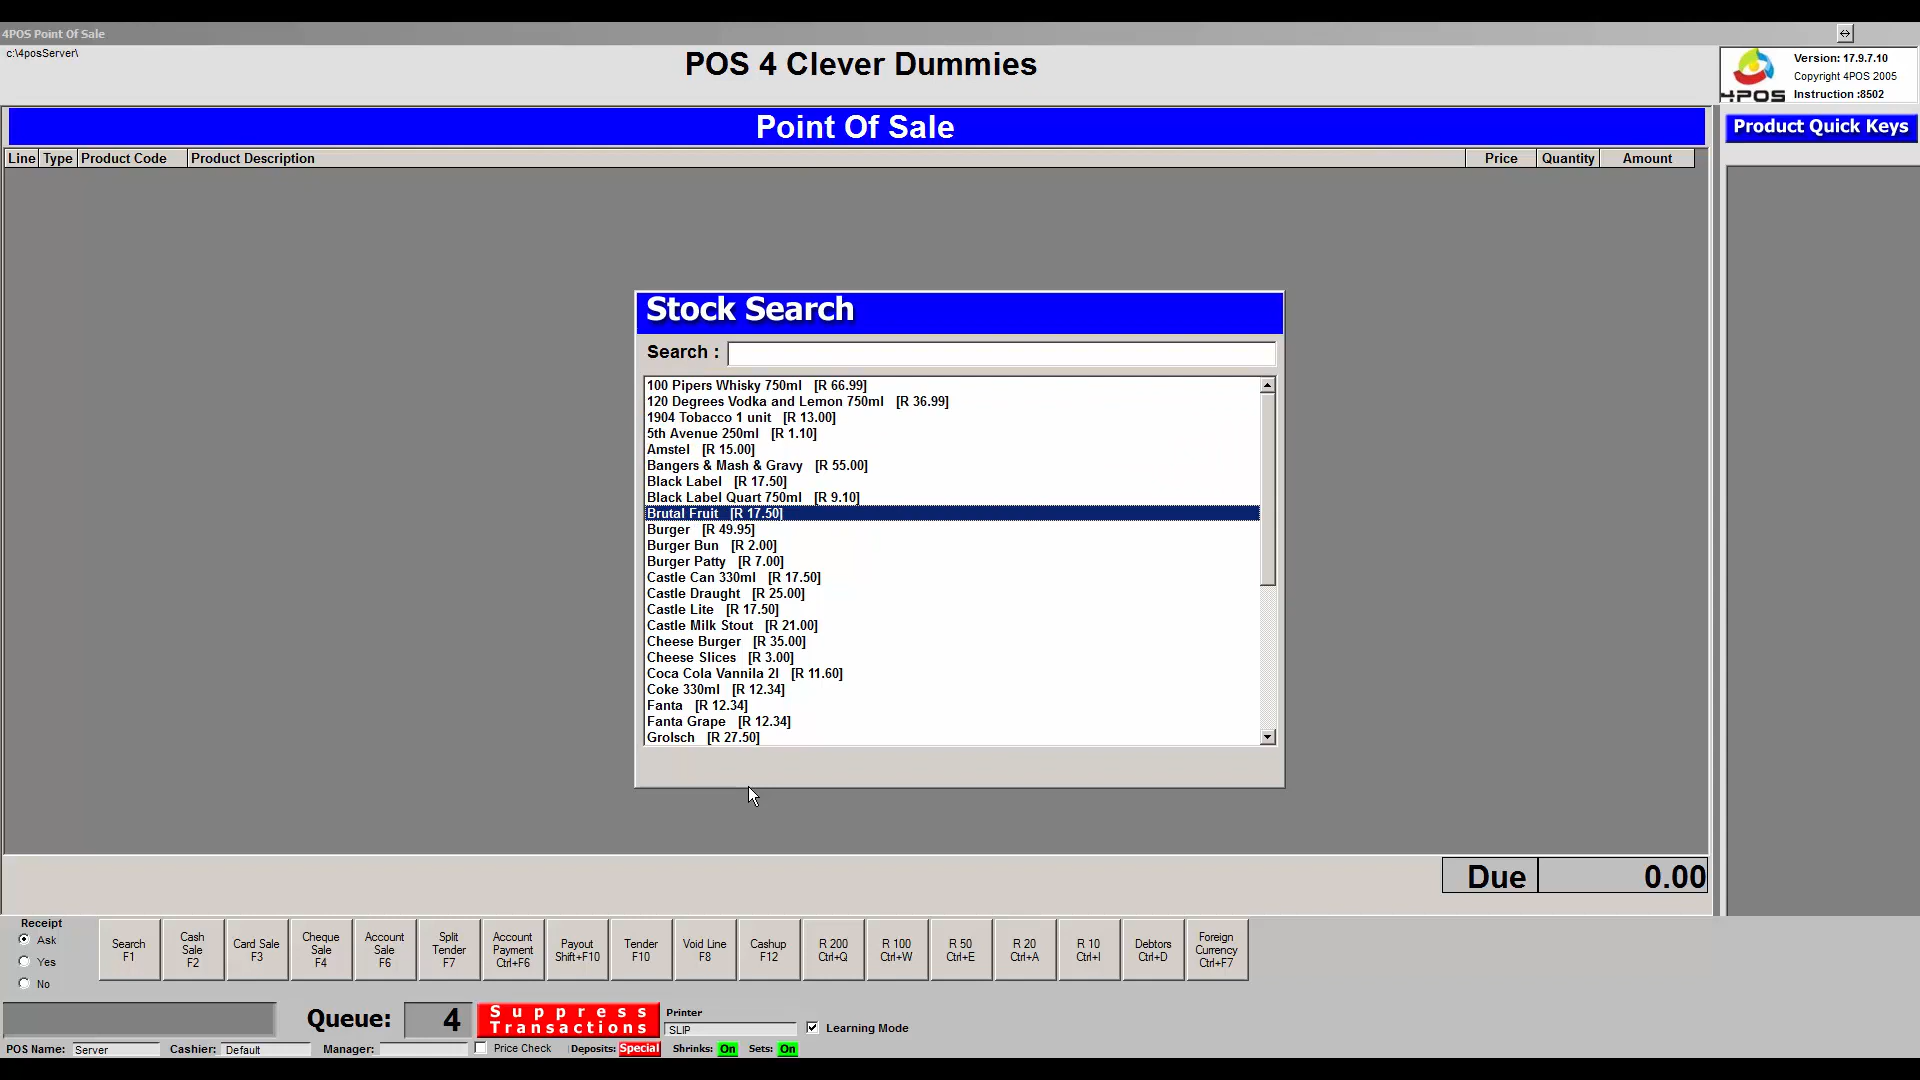 4POS Point Of Sale
c:\4posServer\
POS 4 Clever Dummies
4POS
Version: 17.9.7.10
Copyright 4POS 2005
Instruction :8502
Point Of Sale
Product Quick Keys
Line Type Product Code Product Description Price Quantity Amount
Stock Search
Search :
100 Pipers Whisky 750ml [R 66.99]
120 Degrees Vodka and Lemon 750ml [R 36.99]
1904 Tobacco 1 unit [R 13.00]
5th Avenue 250ml [R 1.10]
Amstel [R 15.00]
Bangers & Mash & Gravy [R 55.00]
Black Label [R 17.50]
Black Label Quart 750ml [R 9.10]
Brutal Fruit [R 17.50]
Burger [R 49.95]
Burger Bun [R 2.00]
Burger Patty [R 7.00]
Castle Can 330ml [R 17.50]
Castle Draught [R 25.00]
Castle Lite [R 17.50]
Castle Milk Stout [R 21.00]
Cheese Burger [R 35.00]
Cheese Slices [R 3.00]
Coca Cola Vannila 2l [R 11.60]
Coke 330ml [R 12.34]
Fanta [R 12.34]
Fanta Grape [R 12.34]
Grolsch [R 27.50]
Due 0.00
Receipt
Ask
Yes
No
Search
F1
Cash
Sale
F2
Card Sale
F3
Cheque
Sale
F4
Account
Sale
F6
Split
Tender
F7
Account
Payment
Ctrl+F6
Payout
Shift+F10
Tender
F10
Void Line
F8
Cashup
F12
R 200
Ctrl+Q
R 100
Ctrl+W
R 50
Ctrl+E
R 20
Ctrl+A
R 10
Ctrl+I
Debtors
Ctrl+D
Foreign
Currency
Ctrl+F7
Queue: 4
Suppress
Transactions
Printer
SLIP
Learning Mode
POS Name: Server Cashier: Default Manager: Price Check Deposits: Special Shrinks: On Sets: On